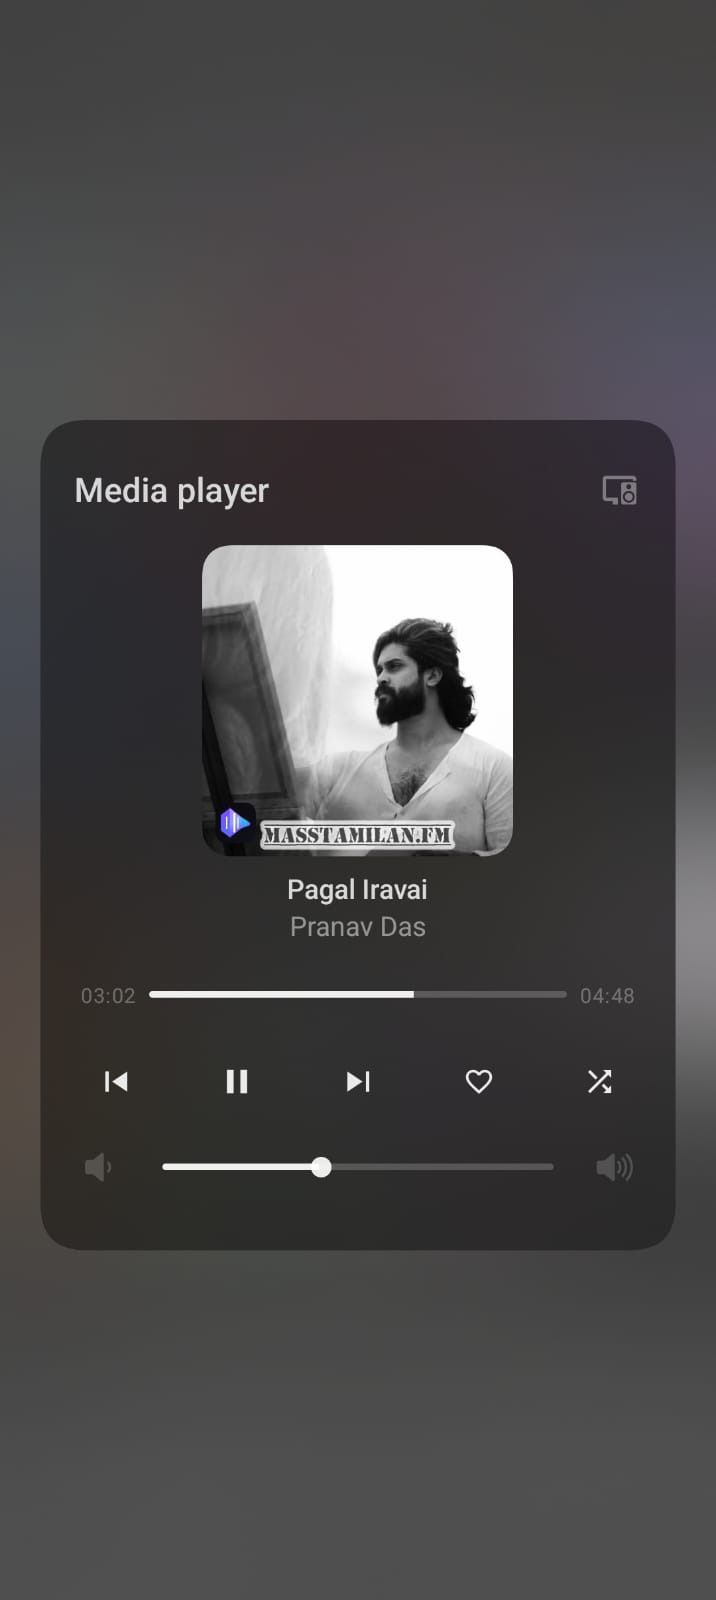 Media player
MASSTAMILAN.FM
Pagal Iravai
Pranav Das
03:02
04:48